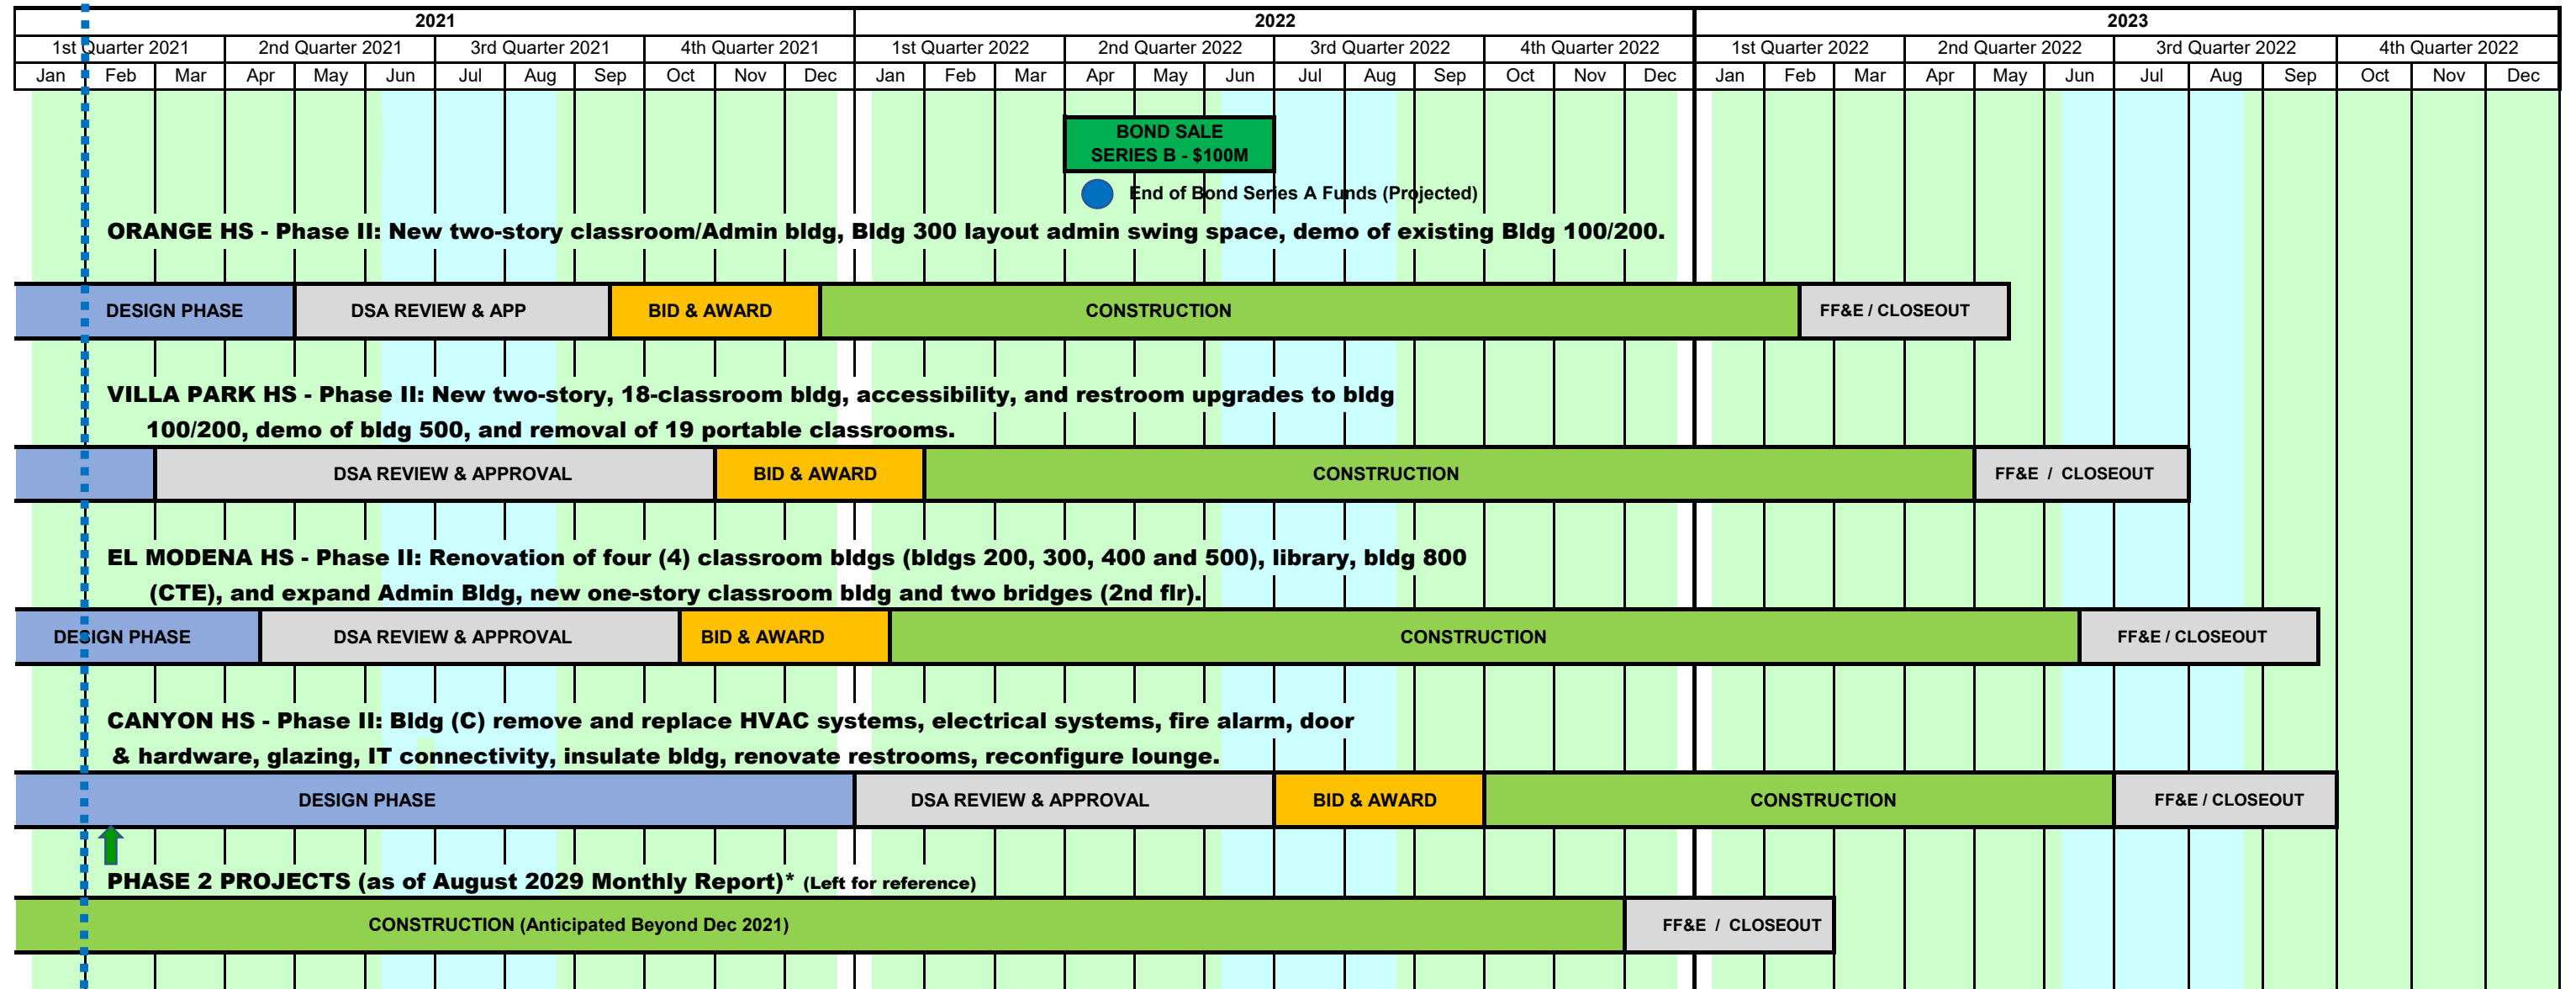 2021 2022 2023
1st Quarter 2021 2nd Quarter 2021 3rd Quarter 2021 4th Quarter 2021 1st Quarter 2022 2nd Quarter 2022 3rd Quarter 2022 4th Quarter 2022 1st Quarter 2022 2nd Quarter 2022 3rd Quarter 2022 4th Quarter 2022
Jan Feb Mar Apr May Jun Jul Aug Sep Oct Nov Dec Jan Feb Mar Apr May Jun Jul Aug Sep Oct Nov Dec Jan Feb Mar Apr May Jun Jul Aug Sep Oct Nov Dec
BOND SALE
SERIES B - $100M
End of Bond Series A Funds (Projected)
ORANGE HS - Phase II: New two-story classroom/Admin bldg, Bldg 300 layout admin swing space, demo of existing Bldg 100/200.
DESIGN PHASE DSA REVIEW & APP BID & AWARD CONSTRUCTION FF&E / CLOSEOUT
VILLA PARK HS - Phase II: New two-story, 18-classroom bldg, accessibility, and restroom upgrades to bldg
100/200, demo of bldg 500, and removal of 19 portable classrooms.
DSA REVIEW & APPROVAL BID & AWARD CONSTRUCTION FF&E / CLOSEOUT
EL MODENA HS - Phase II: Renovation of four (4) classroom bldgs (bldgs 200, 300, 400 and 500), library, bldg 800
(CTE), and expand Admin Bldg, new one-story classroom bldg and two bridges (2nd flr).
DESIGN PHASE DSA REVIEW & APPROVAL BID & AWARD CONSTRUCTION FF&E / CLOSEOUT
CANYON HS - Phase II: Bldg (C) remove and replace HVAC systems, electrical systems, fire alarm, door
& hardware, glazing, IT connectivity, insulate bldg, renovate restrooms, reconfigure lounge.
DESIGN PHASE DSA REVIEW & APPROVAL BID & AWARD CONSTRUCTION FF&E / CLOSEOUT
PHASE 2 PROJECTS (as of August 2029 Monthly Report)* (Left for reference)
CONSTRUCTION (Anticipated Beyond Dec 2021) FF&E / CLOSEOUT